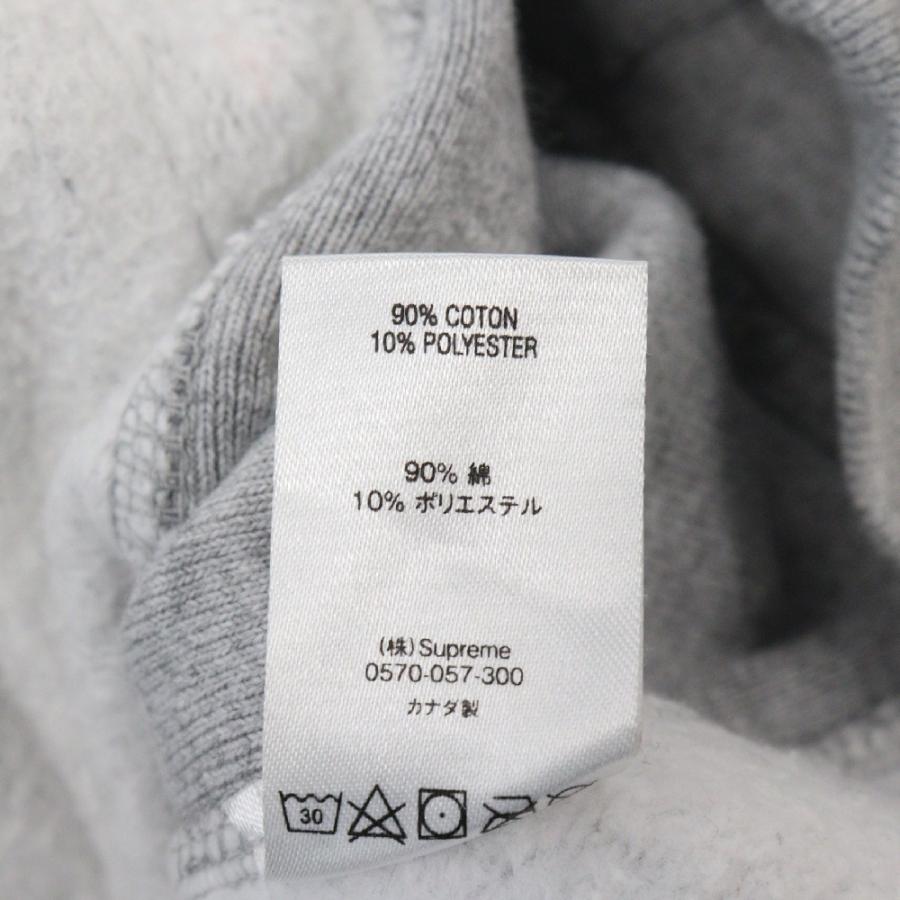 90% COTON
10% POLYESTER
90% 綿
10% ポリエステル
(株)Supreme
0570-057-300
カナダ製
30